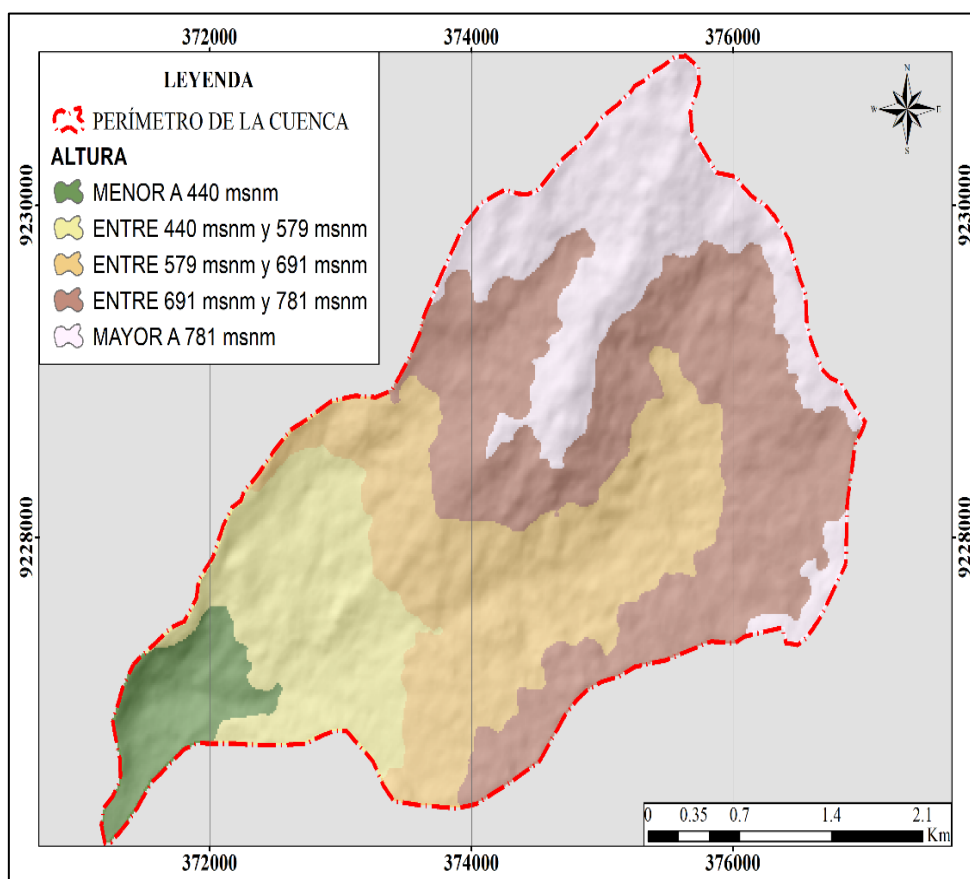 372000 374000 376000
LEYENDA
PERÍMETRO DE LA CUENCA
ALTURA
MENOR A 440 msnm
ENTRE 440 msnm y 579 msnm
ENTRE 579 msnm y 691 msnm
ENTRE 691 msnm y 781 msnm
MAYOR A 781 msnm
N
W E
S
9230000 9230000
9228000 9228000
0 0.35 0.7 1.4 2.1
Km
372000 374000 376000